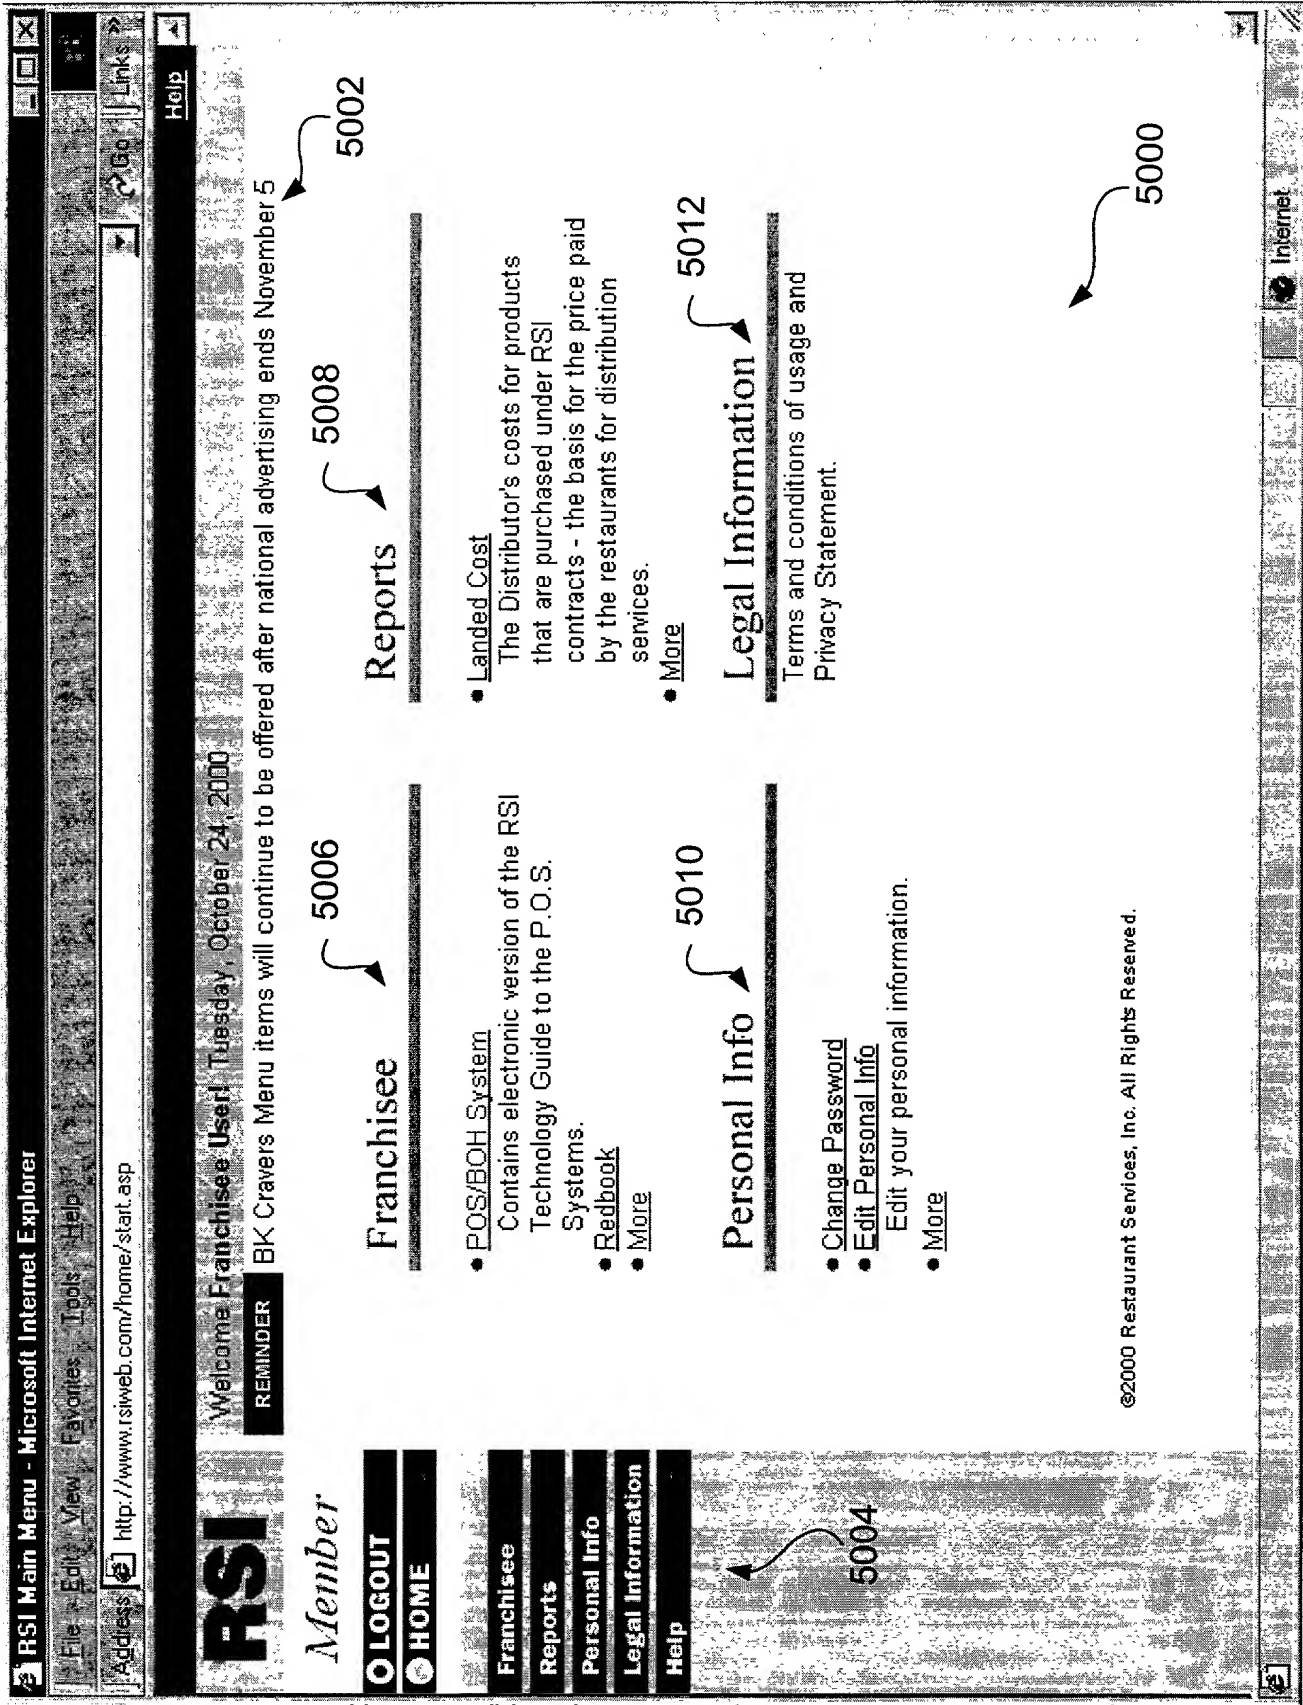 RSI Main Menu - Microsoft Internet Explorer
File Edit View Favorites Tools Help
Address http://www.rsiweb.com/home/start.asp Go Links »
Help
RSI
Welcome Franchisee User! Tuesday, October 24, 2000
REMINDER BK Cravers Menu items will continue to be offered after national advertising ends November 5
5002
Member
LOGOUT
HOME
Franchisee
Reports
Personal Info
Legal Information
Help
5004
5006
Franchisee
• POS/BOH System
Contains electronic version of the RSI
Technology Guide to the P.O.S.
Systems.
• Redbook
• More
5008
Reports
• Landed Cost
The Distributor's costs for products
that are purchased under RSI
contracts - the basis for the price paid
by the restaurants for distribution
services.
• More
5010
Personal Info
• Change Password
• Edit Personal Info
Edit your personal information.
• More
5012
Legal Information
Terms and conditions of usage and
Privacy Statement.
5000
©2000 Restaurant Services, Inc. All Rights Reserved.
Internet